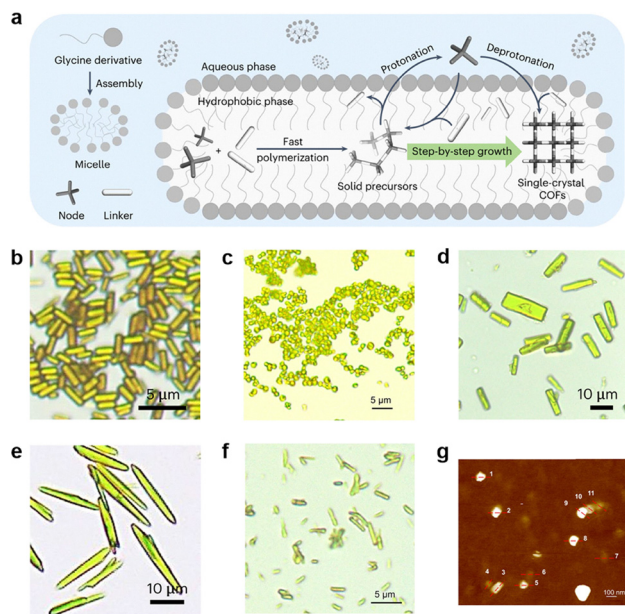 a
Glycine derivative
Assembly
Micelle
Node
Linker
Aqueous phase
Hydrophobic phase
Protonation
Deprotonation
+
Fast
polymerization
Solid precursors
Step-by-step growth
Single-crystal
COFs
b
5 μm
c
5 μm
d
10 μm
e
10 μm
f
5 μm
g
1
2
3
4
5
6
7
8
9
10
11
100 nm